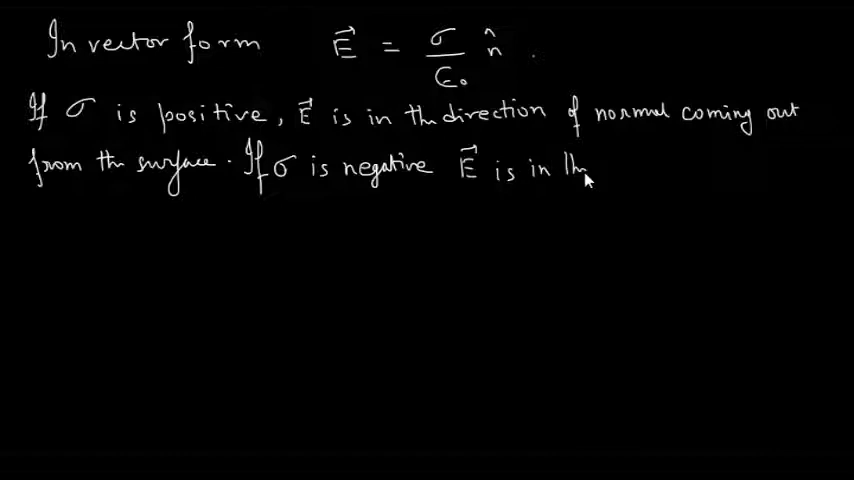 In vector form E⃗ = σ/ϵ₀ n̂ .
If σ is positive, E⃗ is in the direction of normal coming out
from the surface. If σ is negative E⃗ is in th